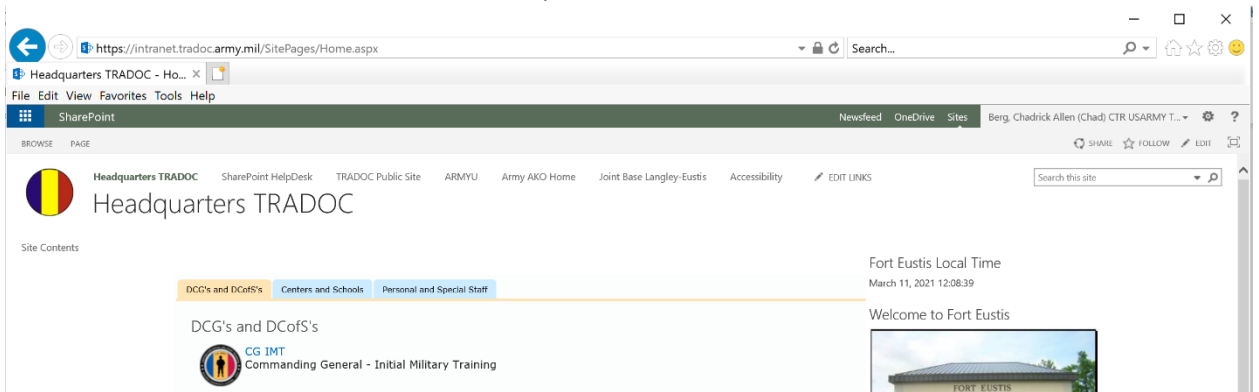 https://intranet.tradoc.army.mil/SitePages/Home.aspx
Search...
Headquarters TRADOC - Ho...
File Edit View Favorites Tools Help
SharePoint
Newsfeed OneDrive Sites Berg, Chadrick Allen (Chad) CTR USARMY T...
BROWSE PAGE
SHARE FOLLOW EDIT
Headquarters TRADOC SharePoint HelpDesk TRADOC Public Site ARMYU Army AKO Home Joint Base Langley-Eustis Accessibility EDIT LINKS
Search this site
Headquarters TRADOC
Site Contents
Fort Eustis Local Time
March 11, 2021 12:08:39
DCG's and DCofS's Centers and Schools Personal and Special Staff
Welcome to Fort Eustis
DCG's and DCofS's
CG IMT
Commanding General - Initial Military Training
FORT EUSTIS